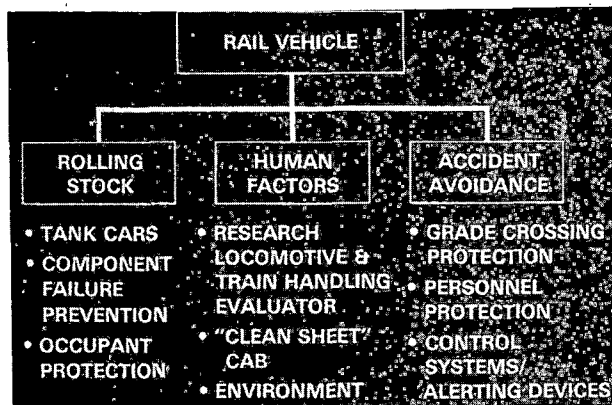 RAIL VEHICLE
ROLLING
STOCK
• TANK CARS
• COMPONENT
FAILURE
PREVENTION
• OCCUPANT
PROTECTION
HUMAN
FACTORS
• RESEARCH
LOCOMOTIVE &
TRAIN HANDLING
EVALUATOR
• "CLEAN SHEET"
CAB
• ENVIRONMENT
ACCIDENT
AVOIDANCE
• GRADE CROSSING
PROTECTION
• PERSONNEL
PROTECTION
• CONTROL
SYSTEMS/
ALERTING DEVICES